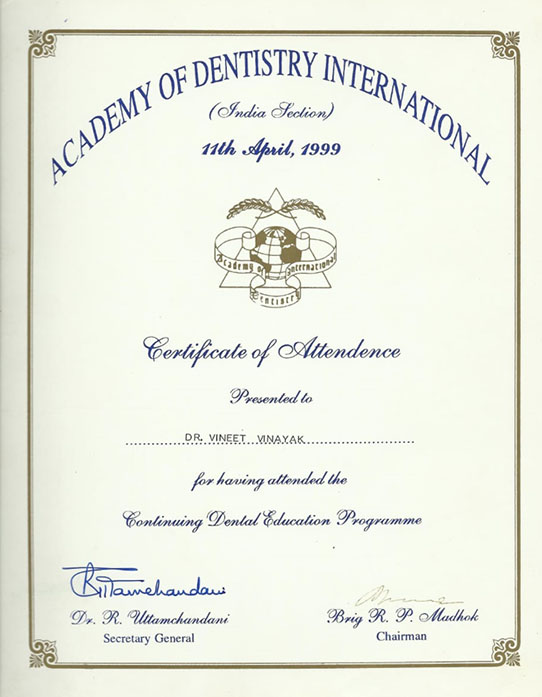 ACADEMY OF DENTISTRY INTERNATIONAL
(India Section)
11th April, 1999
Academy of International
Dentistry
Certificate of Attendence
Presented to
DR. VINEET VINAYAK
for having attended the
Continuing Dental Education Programme
Dr. R. Uttamchandani
Secretary General
Brig R. P. Madhok
Chairman